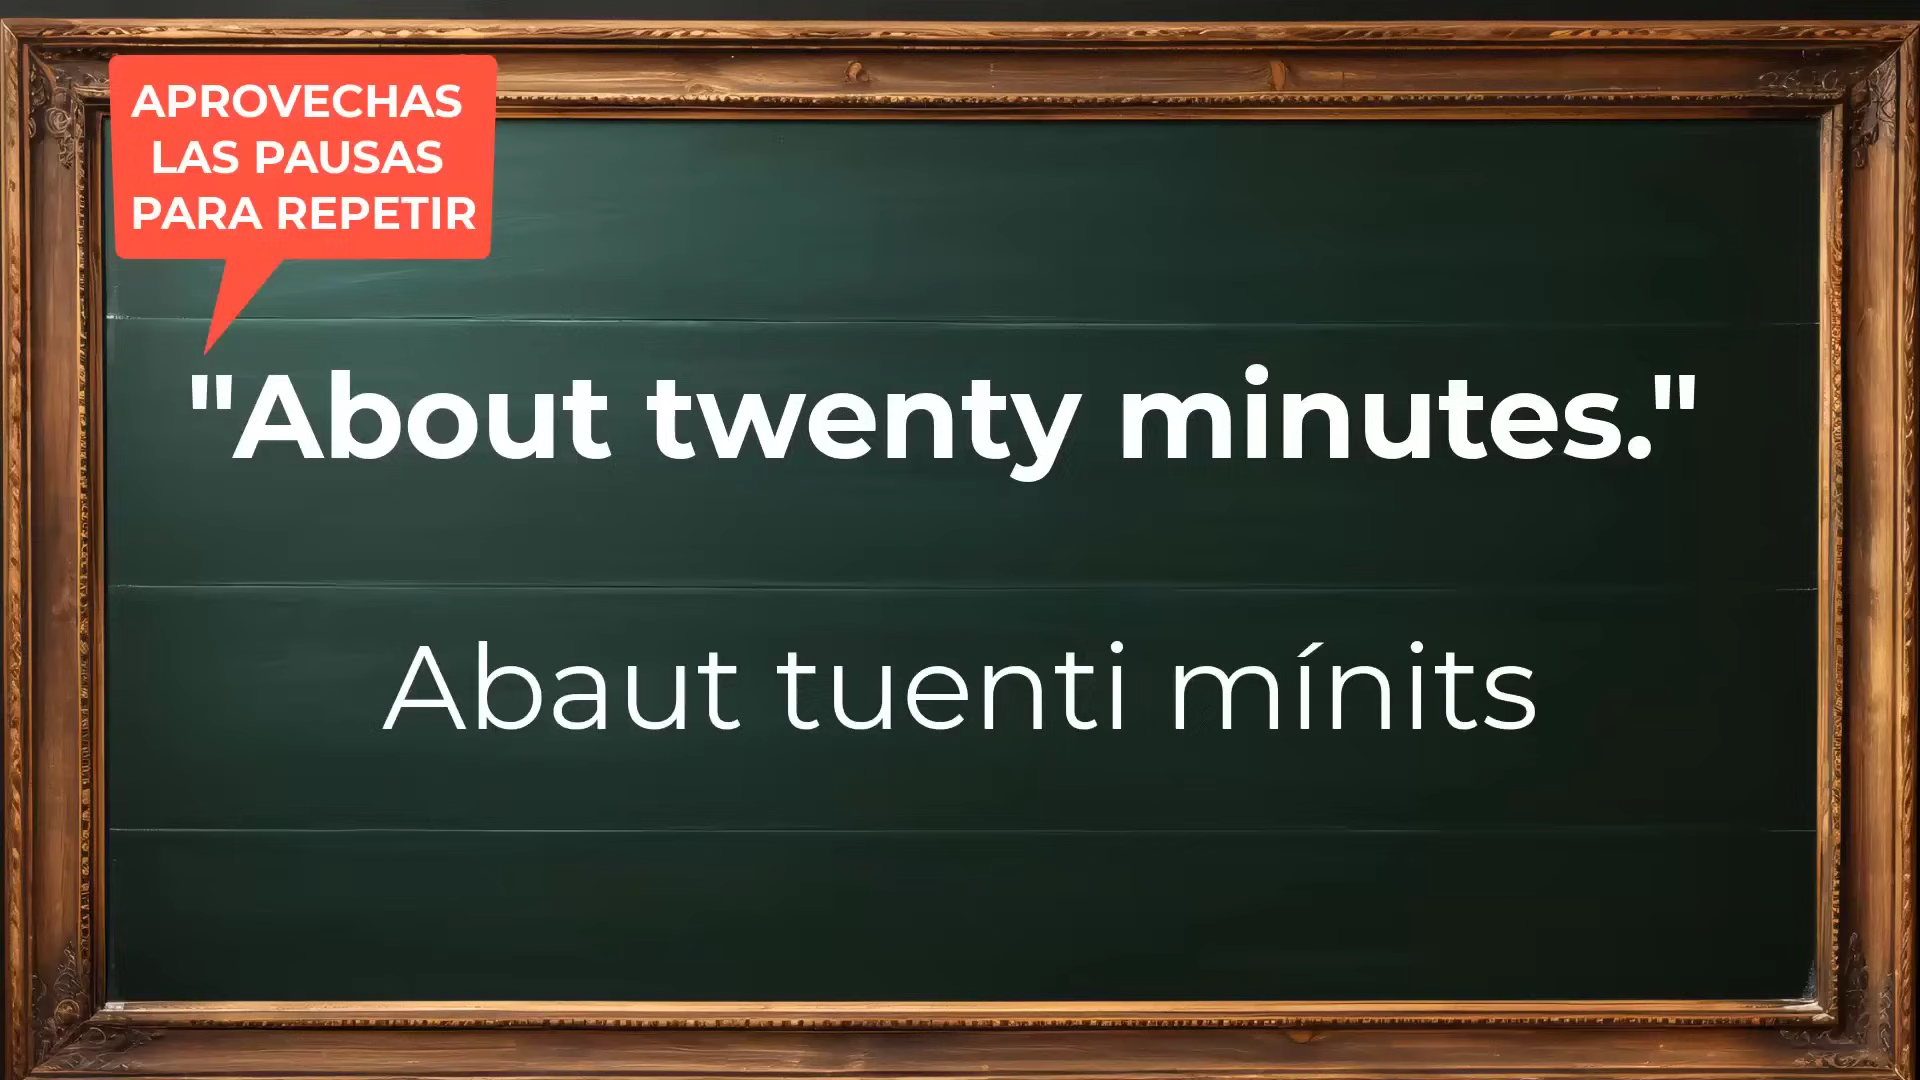 APROVECHAS
LAS PAUSAS
PARA REPETIR
"About twenty minutes."
Abaut tuenti mínits